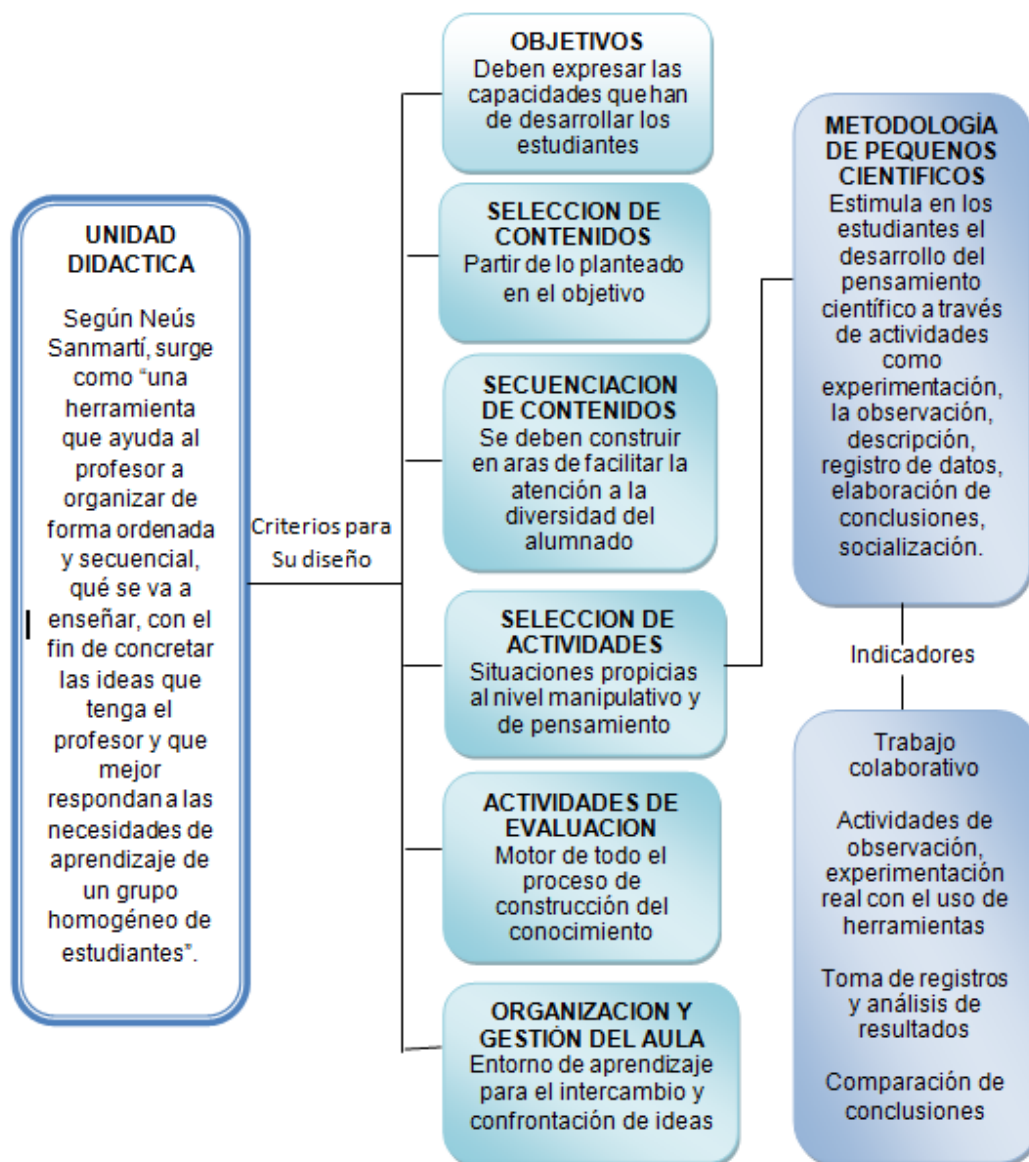 UNIDAD
DIDACTICA
Según Neús
Sanmartí, surge
como “una
herramienta
que ayuda al
profesor a
organizar de
forma ordenada
y secuencial,
qué se va a
enseñar, con el
fin de concretar
las ideas que
tenga el
profesor y que
mejor
respondan a las
necesidades de
aprendizaje de
un grupo
homogéneo de
estudiantes”.
Criterios para
Su diseño
OBJETIVOS
Deben expresar las
capacidades que han
de desarrollar los
estudiantes
SELECCION DE
CONTENIDOS
Partir de lo planteado
en el objetivo
SECUENCIACION
DE CONTENIDOS
Se deben construir
en aras de facilitar la
atención a la
diversidad del
alumnado
SELECCION DE
ACTIVIDADES
Situaciones propicias
al nivel manipulativo y
de pensamiento
ACTIVIDADES DE
EVALUACION
Motor de todo el
proceso de
construcción del
conocimiento
ORGANIZACION Y
GESTIÓN DEL AULA
Entorno de aprendizaje
para el intercambio y
confrontación de ideas
METODOLOGÍA
DE PEQUENOS
CIENTIFICOS
Estimula en los
estudiantes el
desarrollo del
pensamiento
científico a través
de actividades
como
experimentación,
la observación,
descripción,
registro de datos,
elaboración de
conclusiones,
socialización.
Indicadores
Trabajo
colaborativo
Actividades de
observación,
experimentación
real con el uso de
herramientas
Toma de registros
y análisis de
resultados
Comparación de
conclusiones